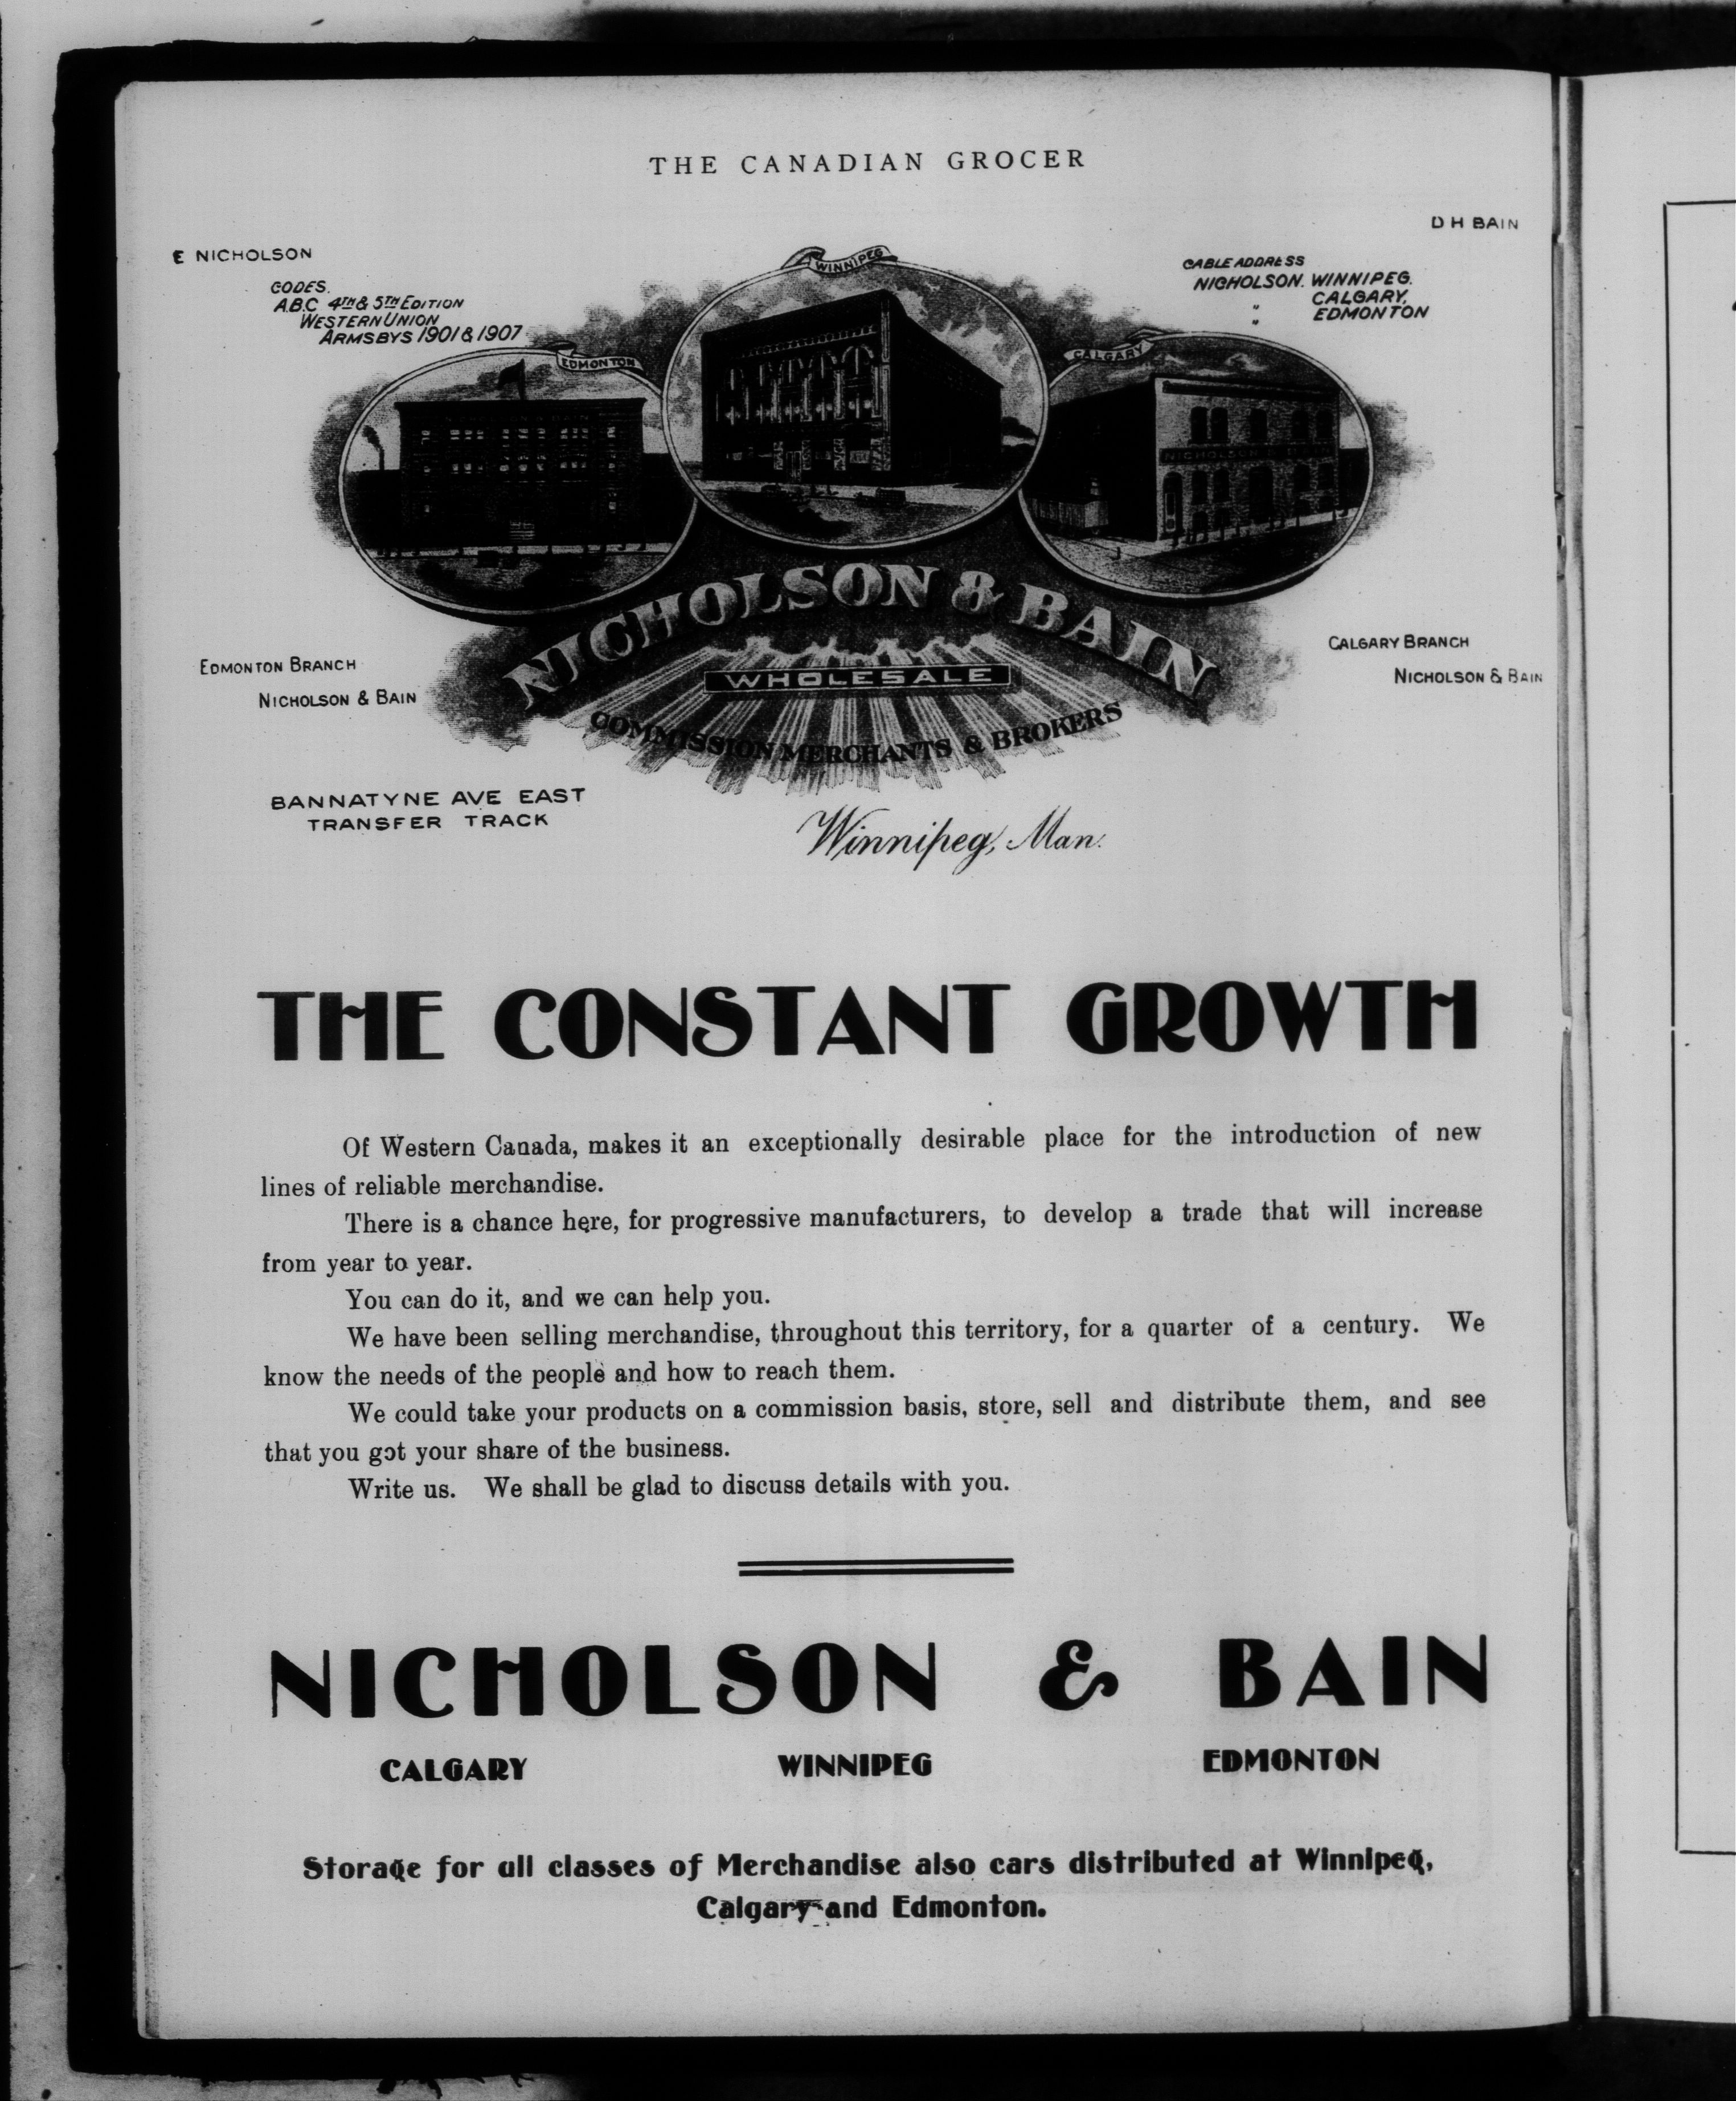 THE CANADIAN GROCER
D H BAIN
E NICHOLSON
CODES.
A.B.C 4TH & 5TH EDITION
WESTERN UNION
ARMSBYS 1901 & 1907
CABLE ADDRESS
NICHOLSON. WINNIPEG.
" CALGARY,
" EDMONTON
WINNIPEG
EDMONTON
CALGARY
NICHOLSON & BAIN
WHOLESALE
COMMISSION MERCHANTS & BROKERS
EDMONTON BRANCH
NICHOLSON & BAIN
CALGARY BRANCH
NICHOLSON & BAIN
BANNATYNE AVE EAST
TRANSFER TRACK
Winnipeg, Man.
THE CONSTANT GROWTH
Of Western Canada, makes it an exceptionally desirable place for the introduction of new
lines of reliable merchandise.
There is a chance here, for progressive manufacturers, to develop a trade that will increase
from year to year.
You can do it, and we can help you.
We have been selling merchandise, throughout this territory, for a quarter of a century. We
know the needs of the people and how to reach them.
We could take your products on a commission basis, store, sell and distribute them, and see
that you got your share of the business.
Write us. We shall be glad to discuss details with you.
NICHOLSON & BAIN
CALGARY WINNIPEG EDMONTON
Storage for all classes of Merchandise also cars distributed at Winnipeg,
Calgary and Edmonton.